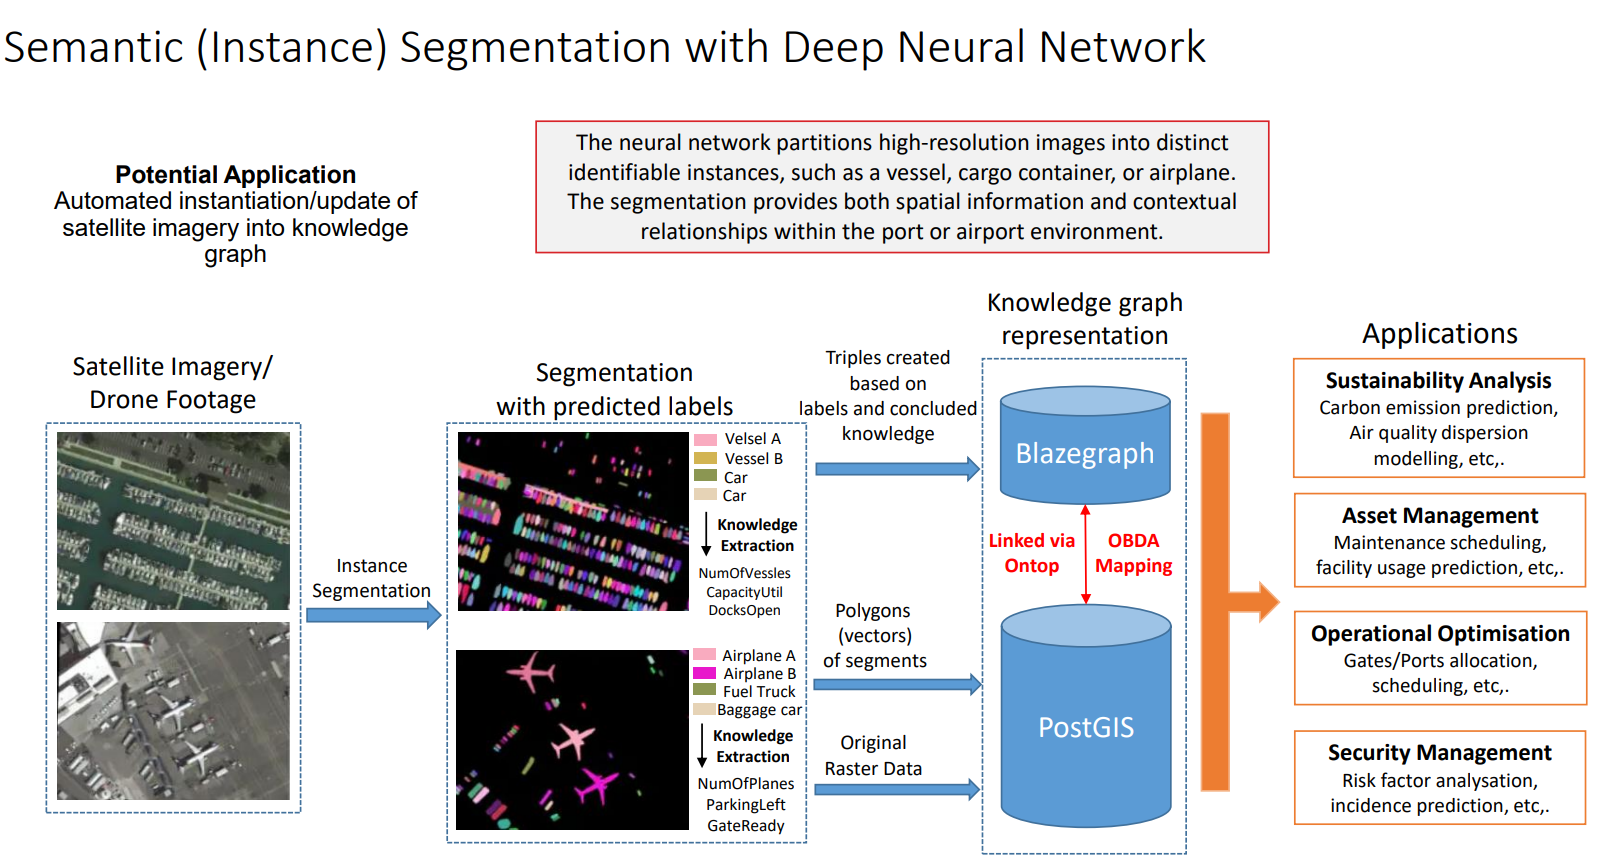 Semantic (Instance) Segmentation with Deep Neural Network
Potential Application
Automated instantiation/update of
satellite imagery into knowledge
graph
The neural network partitions high-resolution images into distinct
identifiable instances, such as a vessel, cargo container, or airplane.
The segmentation provides both spatial information and contextual
relationships within the port or airport environment.
Satellite Imagery/
Drone Footage
Instance
Segmentation
Segmentation
with predicted labels
Velsel A
Vessel B
Car
Car
Knowledge
Extraction
NumOfVessles
CapacityUtil
DocksOpen
Airplane A
Airplane B
Fuel Truck
Baggage car
Knowledge
Extraction
NumOfPlanes
ParkingLeft
GateReady
Triples created
based on
labels and concluded
knowledge
Polygons
(vectors)
of segments
Original
Raster Data
Knowledge graph
representation
Blazegraph
Linked via
Ontop
OBDA
Mapping
PostGIS
Applications
Sustainability Analysis
Carbon emission prediction,
Air quality dispersion
modelling, etc,.
Asset Management
Maintenance scheduling,
facility usage prediction, etc,.
Operational Optimisation
Gates/Ports allocation,
scheduling, etc,.
Security Management
Risk factor analysation,
incidence prediction, etc,.